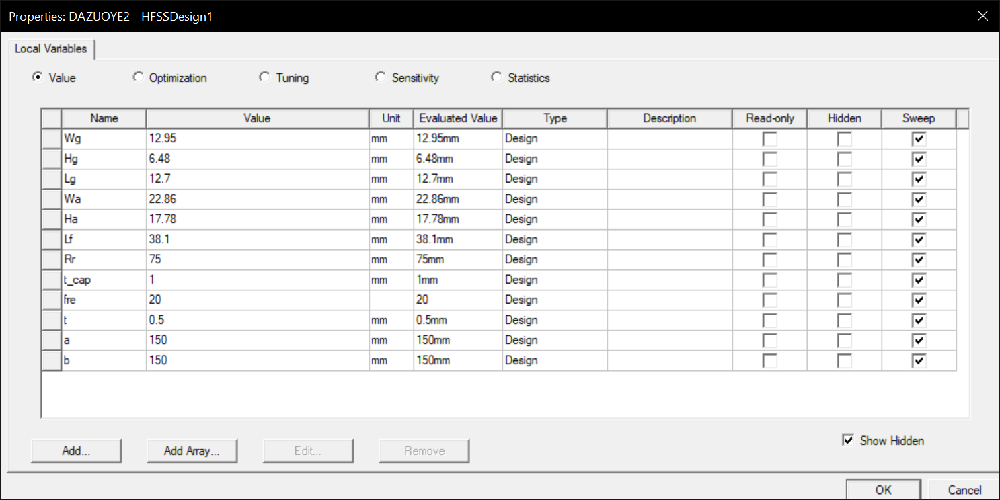 Properties: DAZUOYE2 - HFSSDesign1
Local Variables
Value Optimization Tuning Sensitivity Statistics
Name Value Unit Evaluated Value Type Description Read-only Hidden Sweep
Wg 12.95 mm 12.95mm Design
Hg 6.48 mm 6.48mm Design
Lg 12.7 mm 12.7mm Design
Wa 22.86 mm 22.86mm Design
Ha 17.78 mm 17.78mm Design
Lf 38.1 mm 38.1mm Design
Rr 75 mm 75mm Design
t_cap 1 mm 1mm Design
fre 20 20 Design
t 0.5 mm 0.5mm Design
a 150 mm 150mm Design
b 150 mm 150mm Design
Show Hidden
Add... Add Array... Edit... Remove
OK Cancel